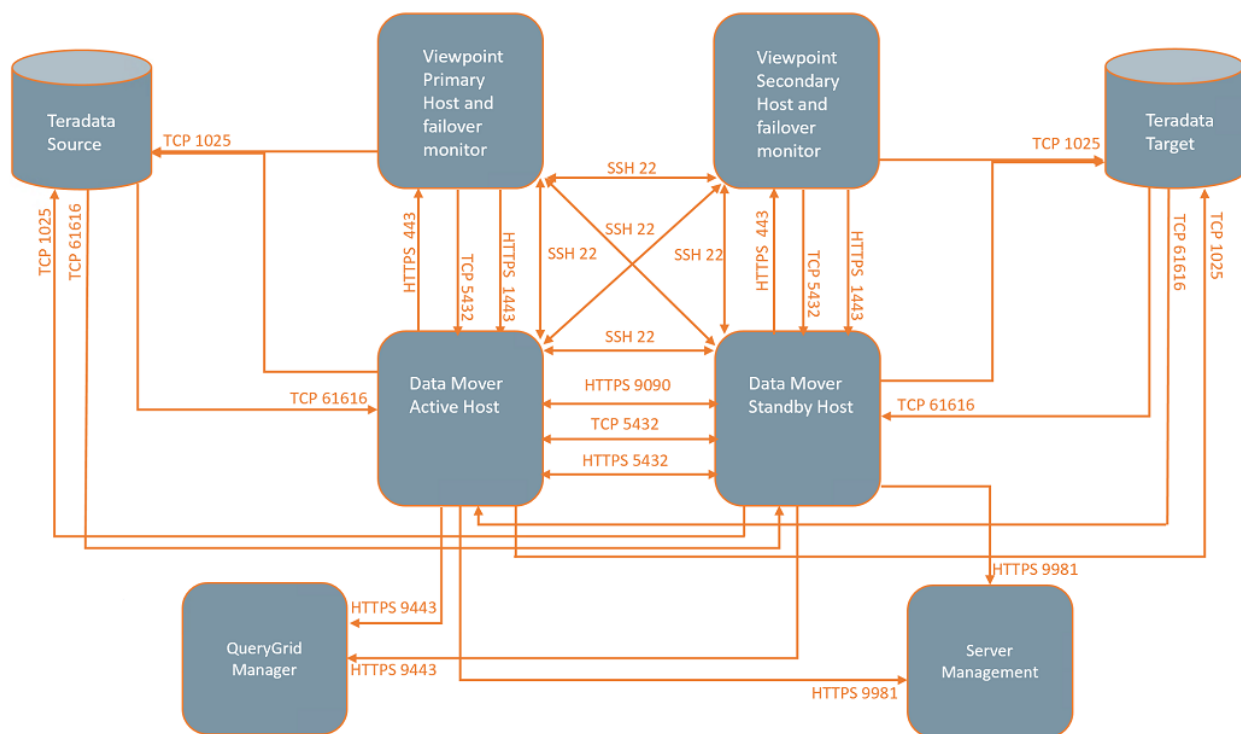 Viewpoint
Primary
Host and
failover
monitor
Viewpoint
Secondary
Host and
failover
monitor
Teradata
Source
Teradata
Target
TCP 1025
TCP 1025
SSH 22
SSH 22
SSH 22
SSH 22
SSH 22
SSH 22
TCP 1025
TCP 61616
HTTPS 443
TCP 5432
HTTPS 1443
HTTPS 443
TCP 5432
HTTPS 1443
TCP 61616
TCP 1025
Data Mover
Active Host
Data Mover
Standby Host
HTTPS 9090
TCP 61616
TCP 61616
TCP 5432
HTTPS 5432
HTTPS 9981
HTTPS 9443
QueryGrid
Manager
HTTPS 9443
Server
Management
HTTPS 9981